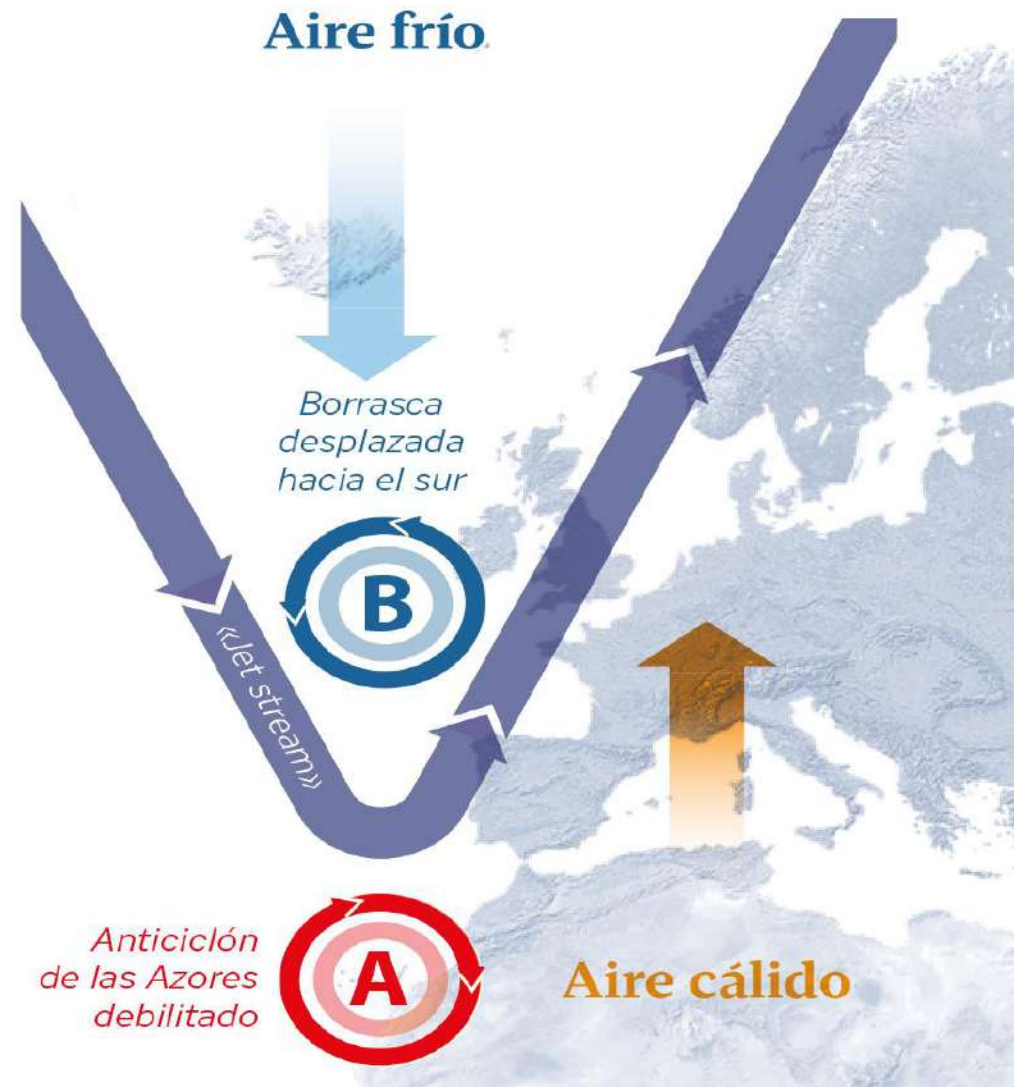 Aire frío
Borrasca
desplazada
hacia el sur
B
«Jet stream»
Anticiclón
de las Azores
debilitado
A
Aire cálido